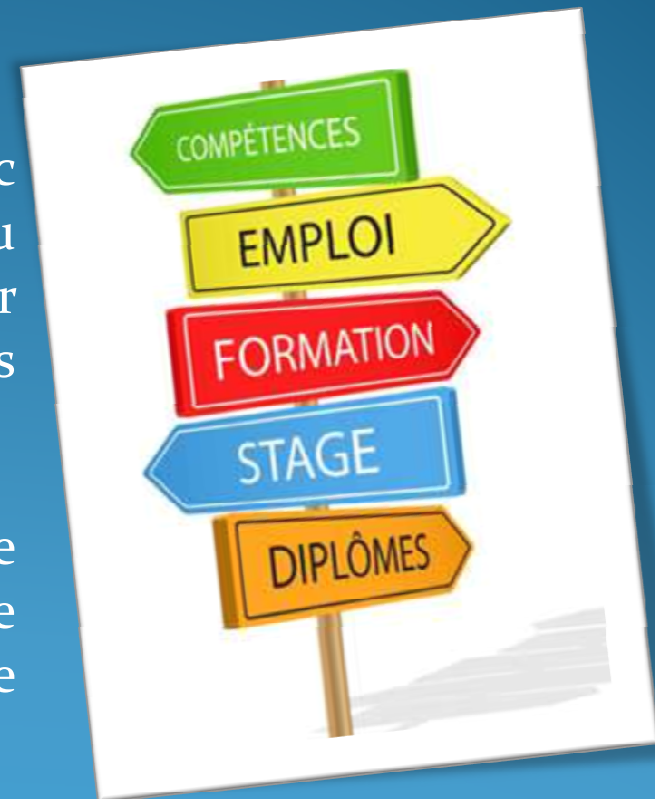 c
u
r
s
COMPÉTENCES
EMPLOI
FORMATION
STAGE
DIPLÔMES
e
e
e